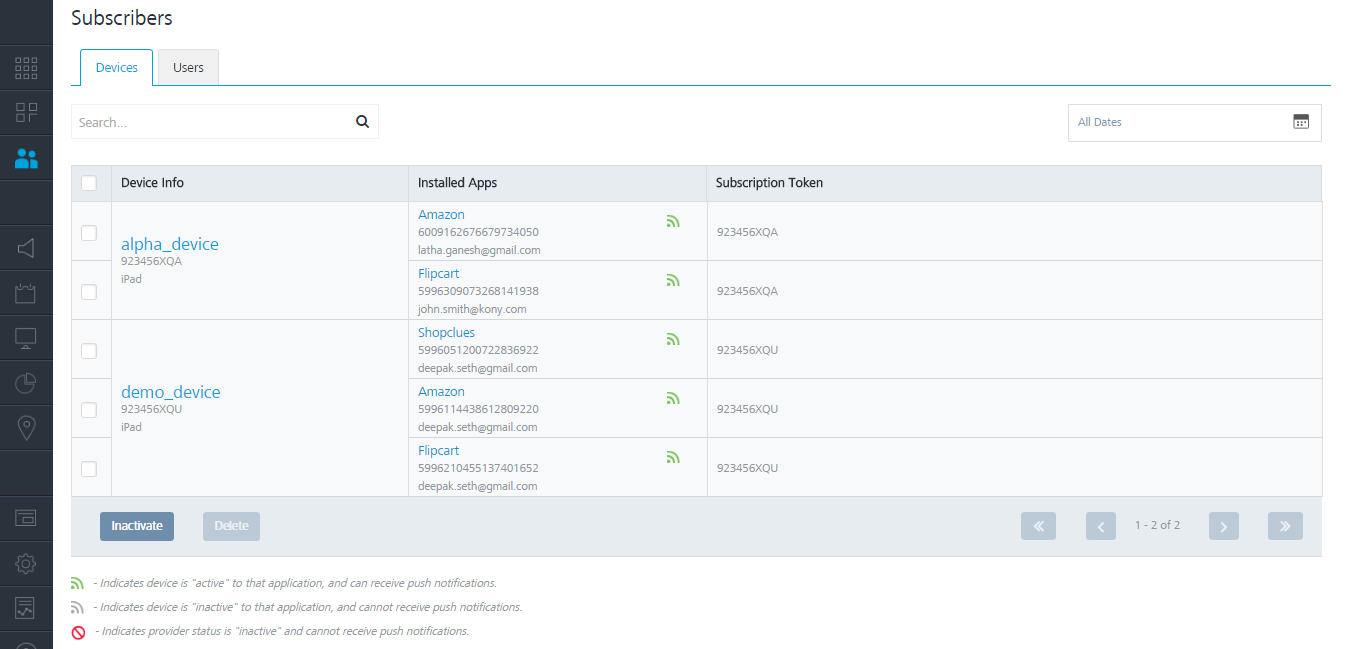 Subscribers
Devices
Users
Search...
All Dates
Device Info
Installed Apps
Subscription Token
alpha_device
923456XQA
iPad
Amazon
6009162676679734050
latha.ganesh@gmail.com
923456XQA
Flipcart
5996309073268141938
john.smith@kony.com
923456XQA
demo_device
923456XQU
iPad
Shopclues
5996051200722836922
deepak.seth@gmail.com
923456XQU
Amazon
5996114438612809220
deepak.seth@gmail.com
923456XQU
Flipcart
5996210455137401652
deepak.seth@gmail.com
923456XQU
Inactivate
Delete
1 - 2 of 2
- Indicates device is "active" to that application, and can receive push notifications.
- Indicates device is "inactive" to that application, and cannot receive push notifications.
- Indicates provider status is "inactive" and cannot receive push notifications.